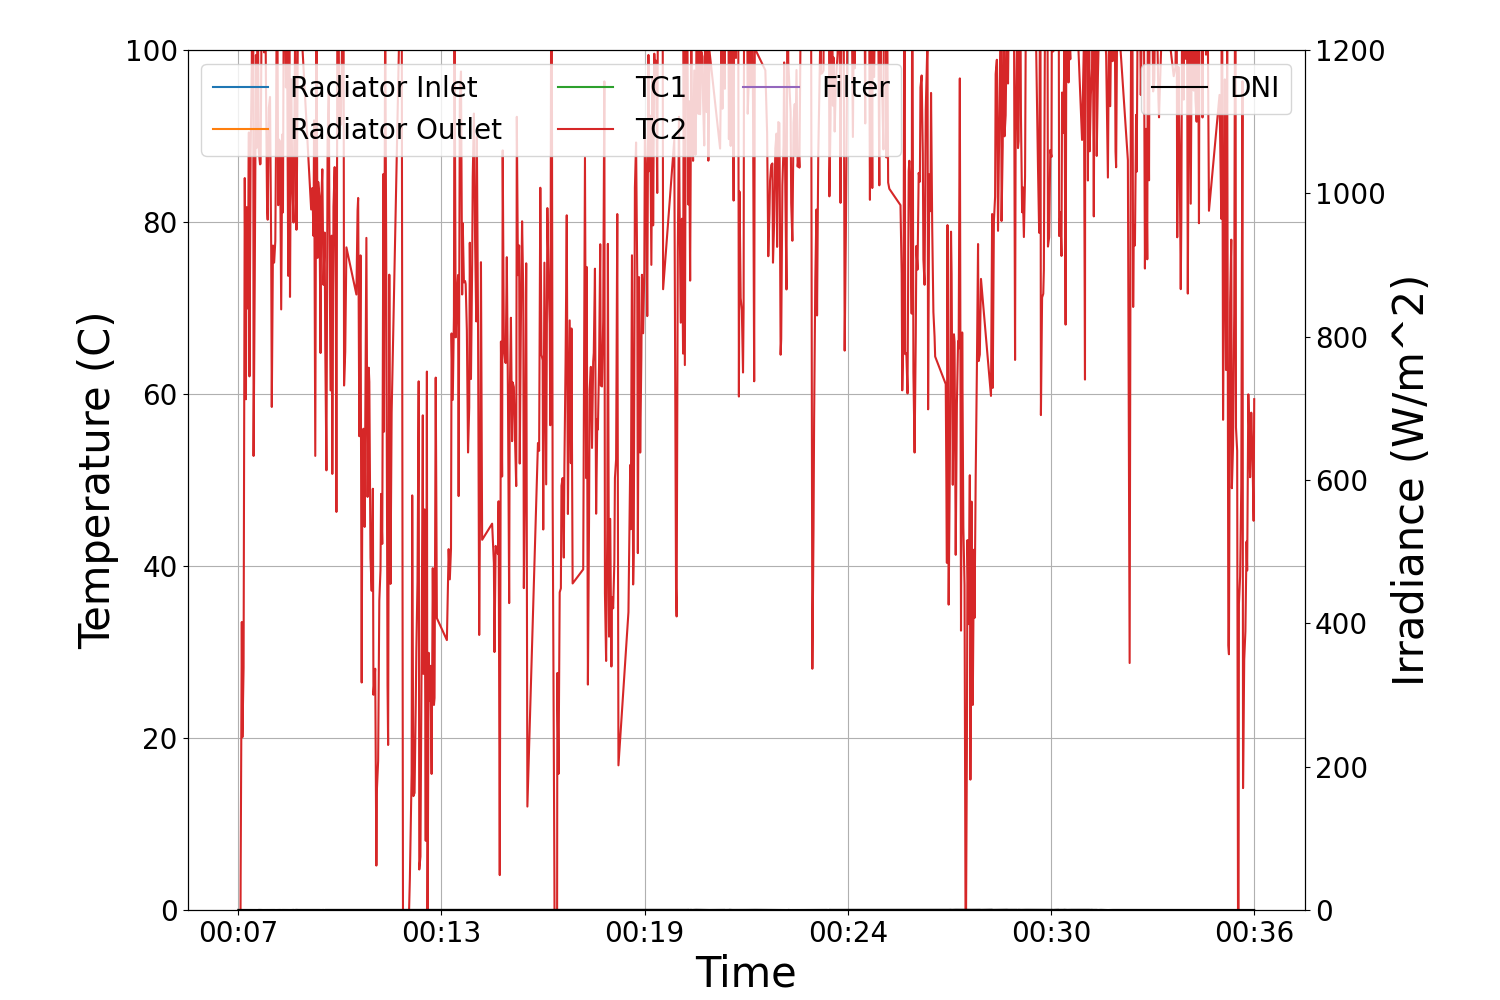 Radiator Inlet
Radiator Outlet
TC1
TC2
Filter
DNI
100
80
60
40
20
0
Temperature (C)
1200
1000
800
600
400
200
0
Irradiance (W/m^2)
00:07 00:13 00:19 00:24 00:30 00:36
Time